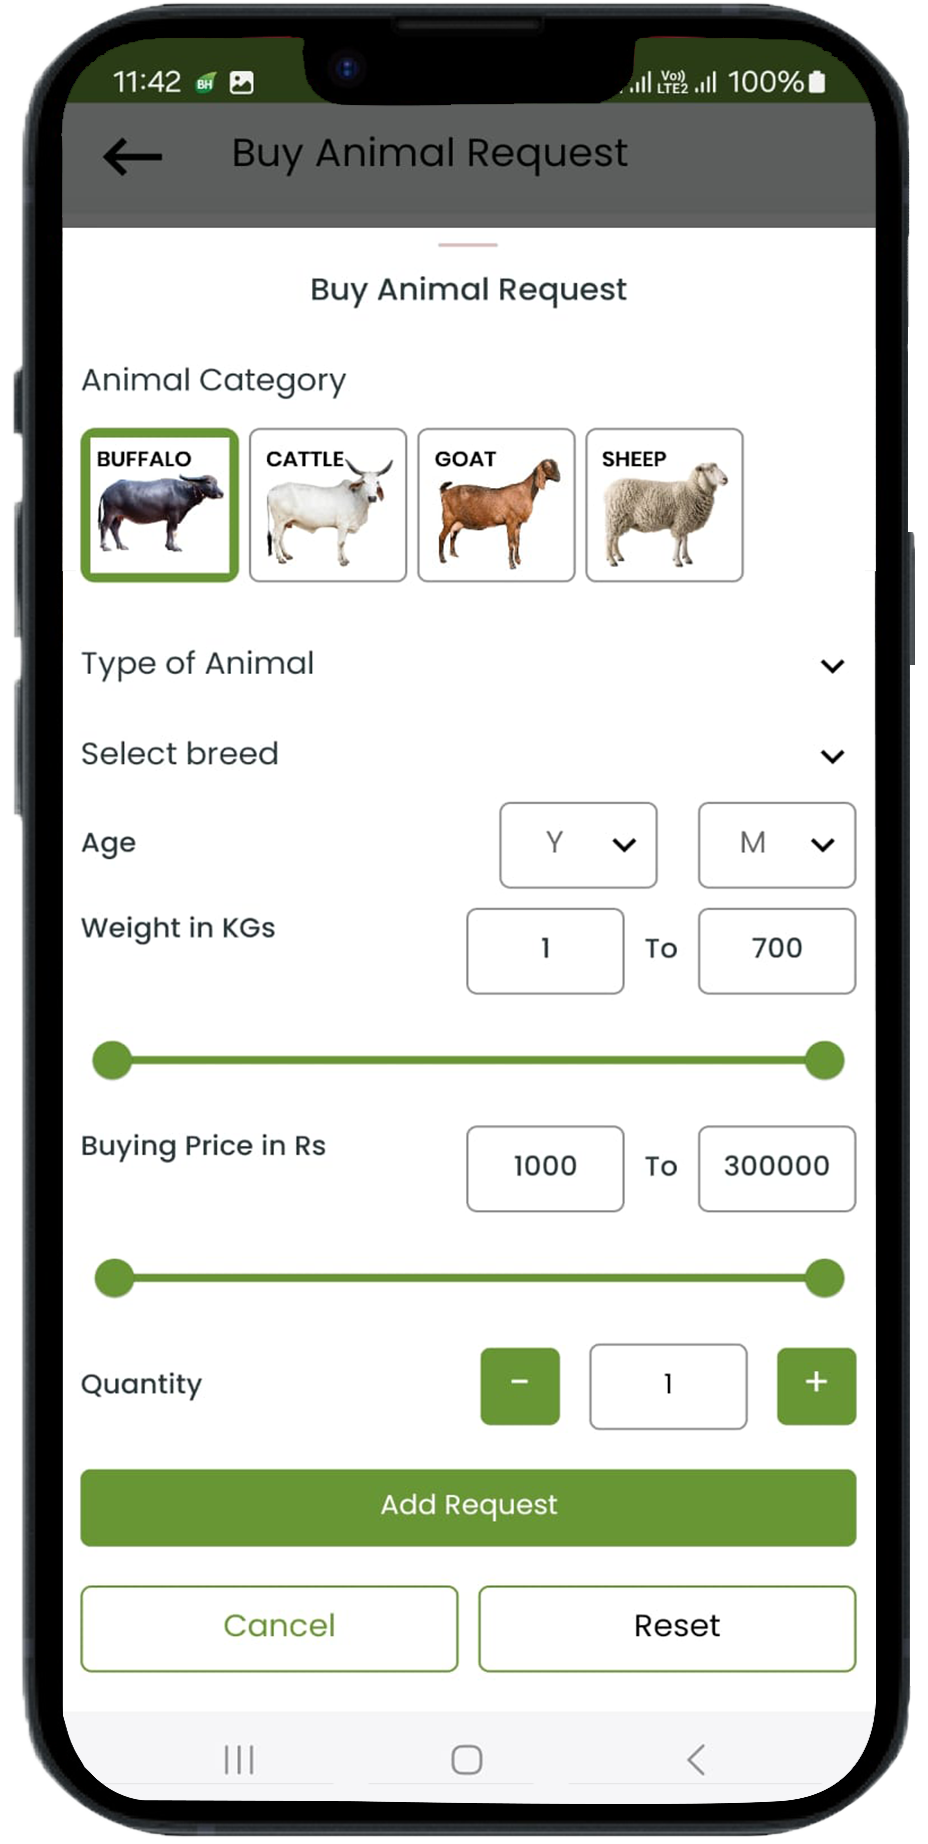 11:42 BH Vo)) LTE2 100%
Buy Animal Request
Buy Animal Request
Animal Category
BUFFALO CATTLE GOAT SHEEP
Type of Animal
Select breed
Age Y M
Weight in KGs 1 To 700
Buying Price in Rs 1000 To 300000
Quantity - 1 +
Add Request
Cancel Reset